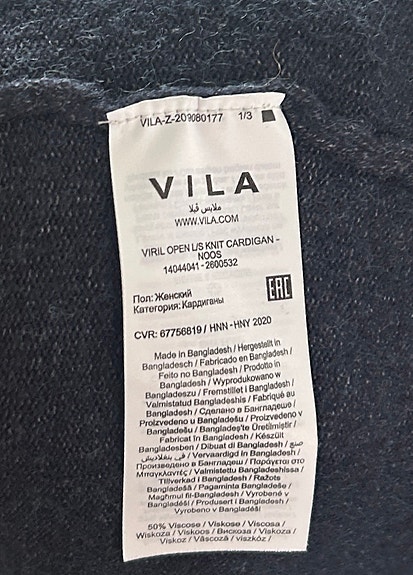 VILA-Z-209080177 1/3
VILA
ملابس ڤيلا
WWW.VILA.COM
VIRIL OPEN L/S KNIT CARDIGAN -
NOOS
14044041 - 2600532
EAC
Пол: Женский
Категория: Кардиганы
CVR: 67756819 / HNN - HNY 2020
Made in Bangladesh / Hergestellt in
Bangladesch / Fabricado en Bangladesh /
Feito no Bangladesh / Prodotto in
Bangladesh / Wyprodukowano w
Bangladeszu / Fremstillet i Bangladesh /
Valmistatud Bangladeshis / Fabriqué au
Bangladesh / Сделано в Бангладеше /
Proizvedeno u Bangladešu / Proizvedeno v
Bangladešu / Bangladeş'te Üretilmiştir /
Fabricat în Bangladesh / Készült
Bangladesben / Dibuat di Bangladesh / صنع
في بنغلاديش / Vervaardigd in Bangladesh /
Произведено в Бангладеш / Παράγεται στο
Μπαγκλαντές / Valmistettu Bangladeshissa /
Tillverkad i Bangladesh / Ražots
Bangladešā / Pagaminta Bangladeše /
Maghmul fil-Bangladesh / Vyrobené v
Bangladéši / Produsert i Bangladesh /
Vyrobeno v Bangladéši
50% Viscose / Viskose / Viscosa /
Wiskoza / Viskoos / Вискоза / Viskoza /
Viskoz / Vâscoză / viszkóz /